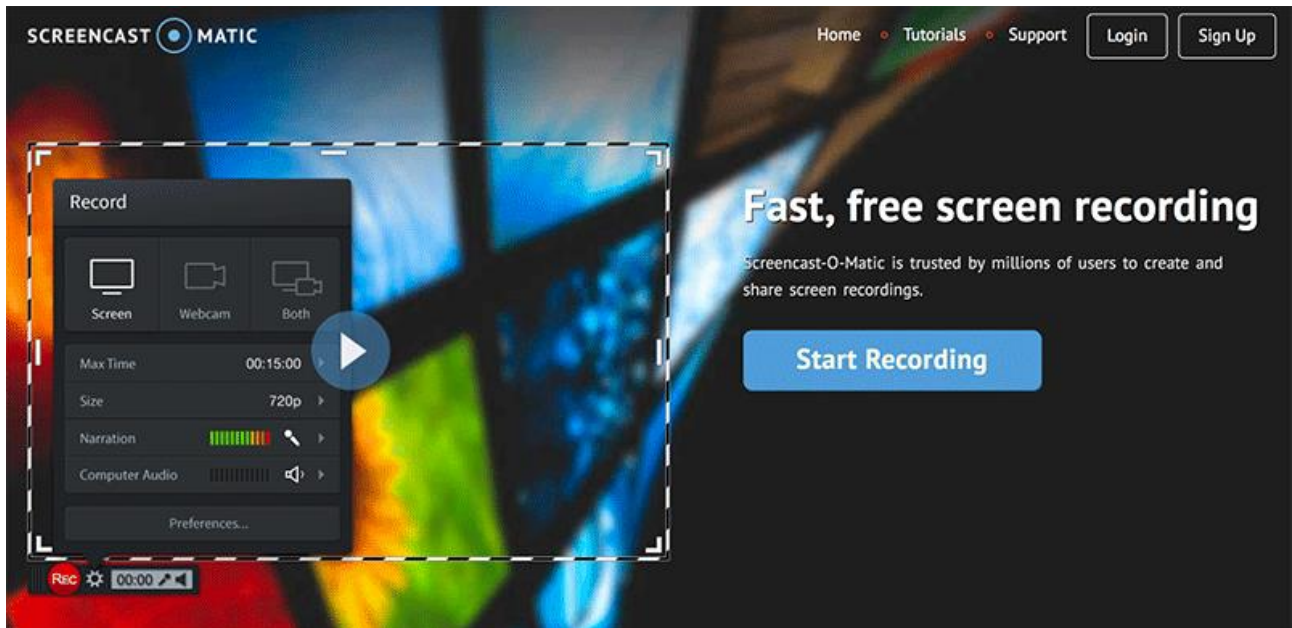 SCREENCAST O MATIC
Home Tutorials Support Login Sign Up
Record
Screen Webcam Both
Max Time 00:15:00
Size 720p
Narration
Computer Audio
Preferences...
REC 00:00
Fast, free screen recording
Screencast-O-Matic is trusted by millions of users to create and
share screen recordings.
Start Recording